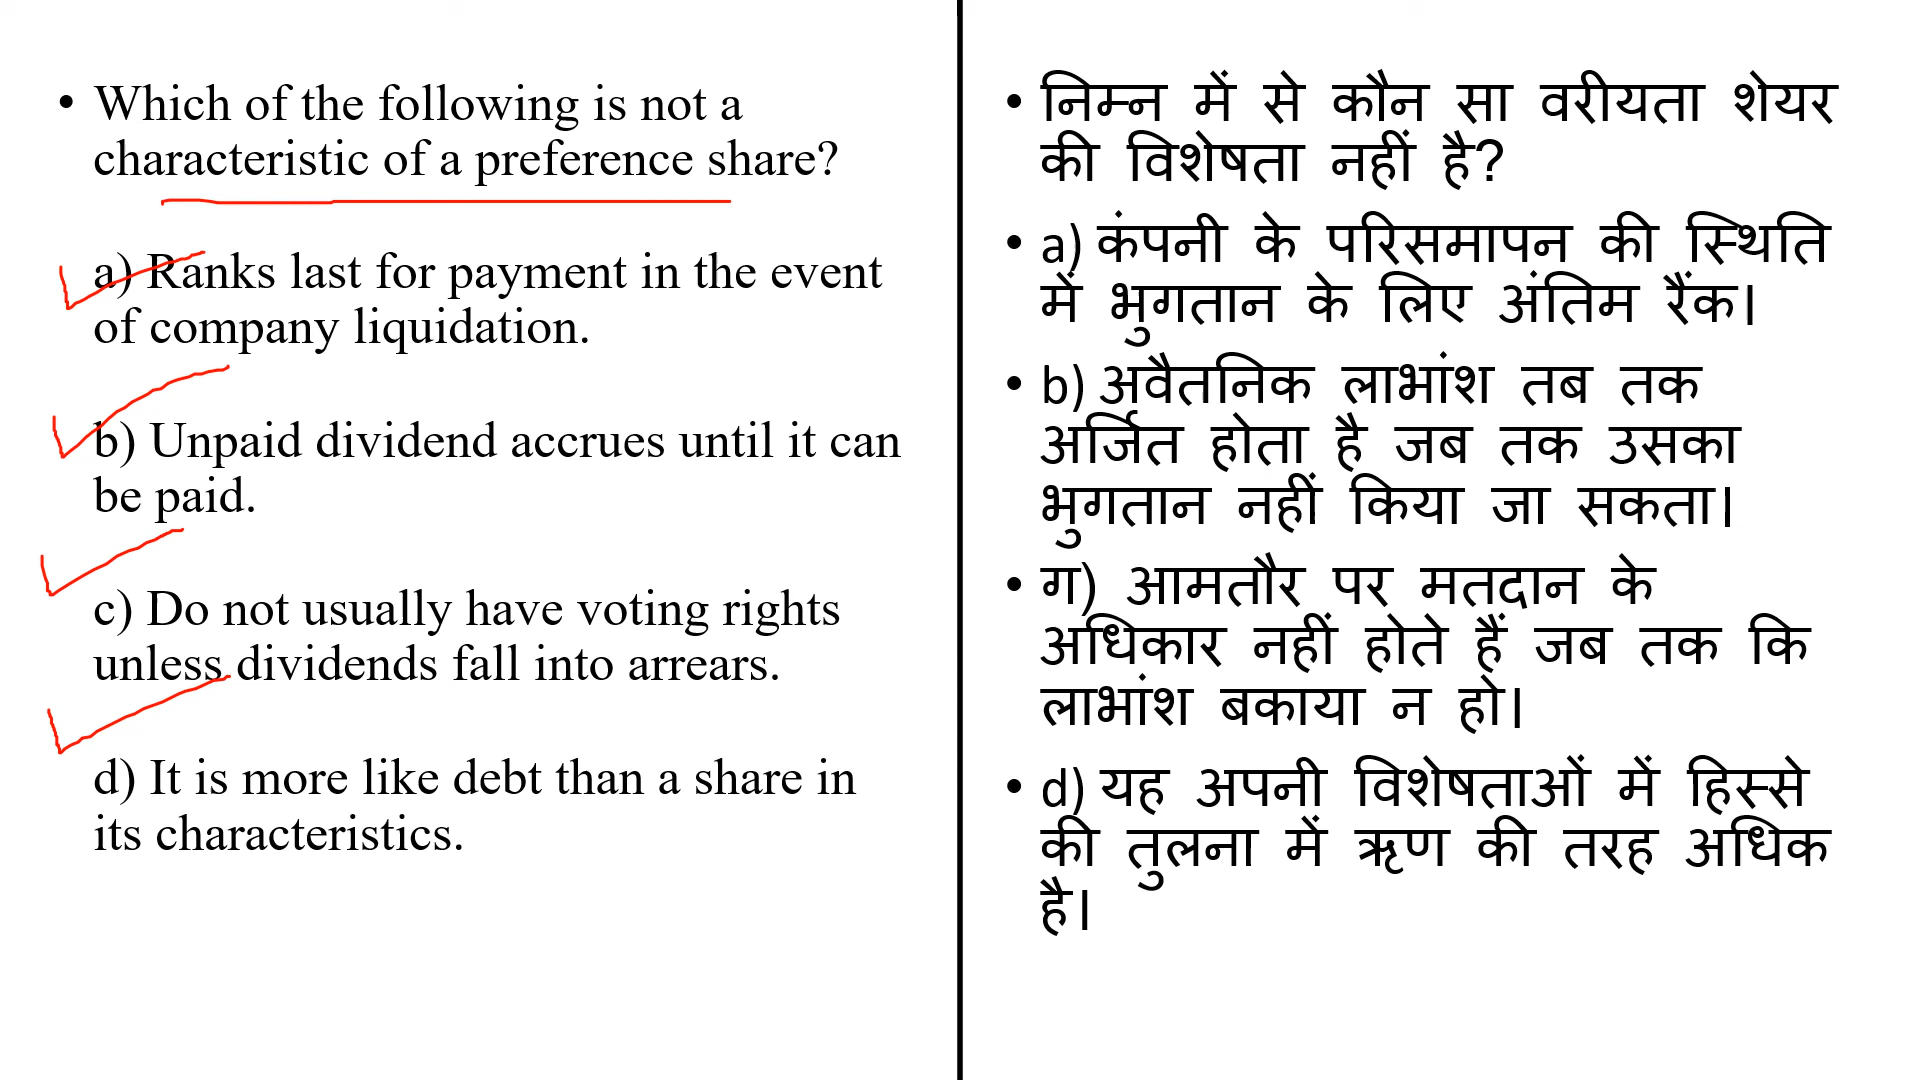 • Which of the following is not a
characteristic of a preference share?
a) Ranks last for payment in the event
of company liquidation.
b) Unpaid dividend accrues until it can
be paid.
c) Do not usually have voting rights
unless dividends fall into arrears.
d) It is more like debt than a share in
its characteristics.
• निम्न में से कौन सा वरीयता शेयर
की विशेषता नहीं है?
• a) कंपनी के परिसमापन की स्थिति
में भुगतान के लिए अंतिम रैंक।
• b) अवैतनिक लाभांश तब तक
अर्जित होता है जब तक उसका
भुगतान नहीं किया जा सकता।
• ग) आमतौर पर मतदान के
अधिकार नहीं होते हैं जब तक कि
लाभांश बकाया न हो।
• d) यह अपनी विशेषताओं में हिस्से
की तुलना में ऋण की तरह अधिक
है।